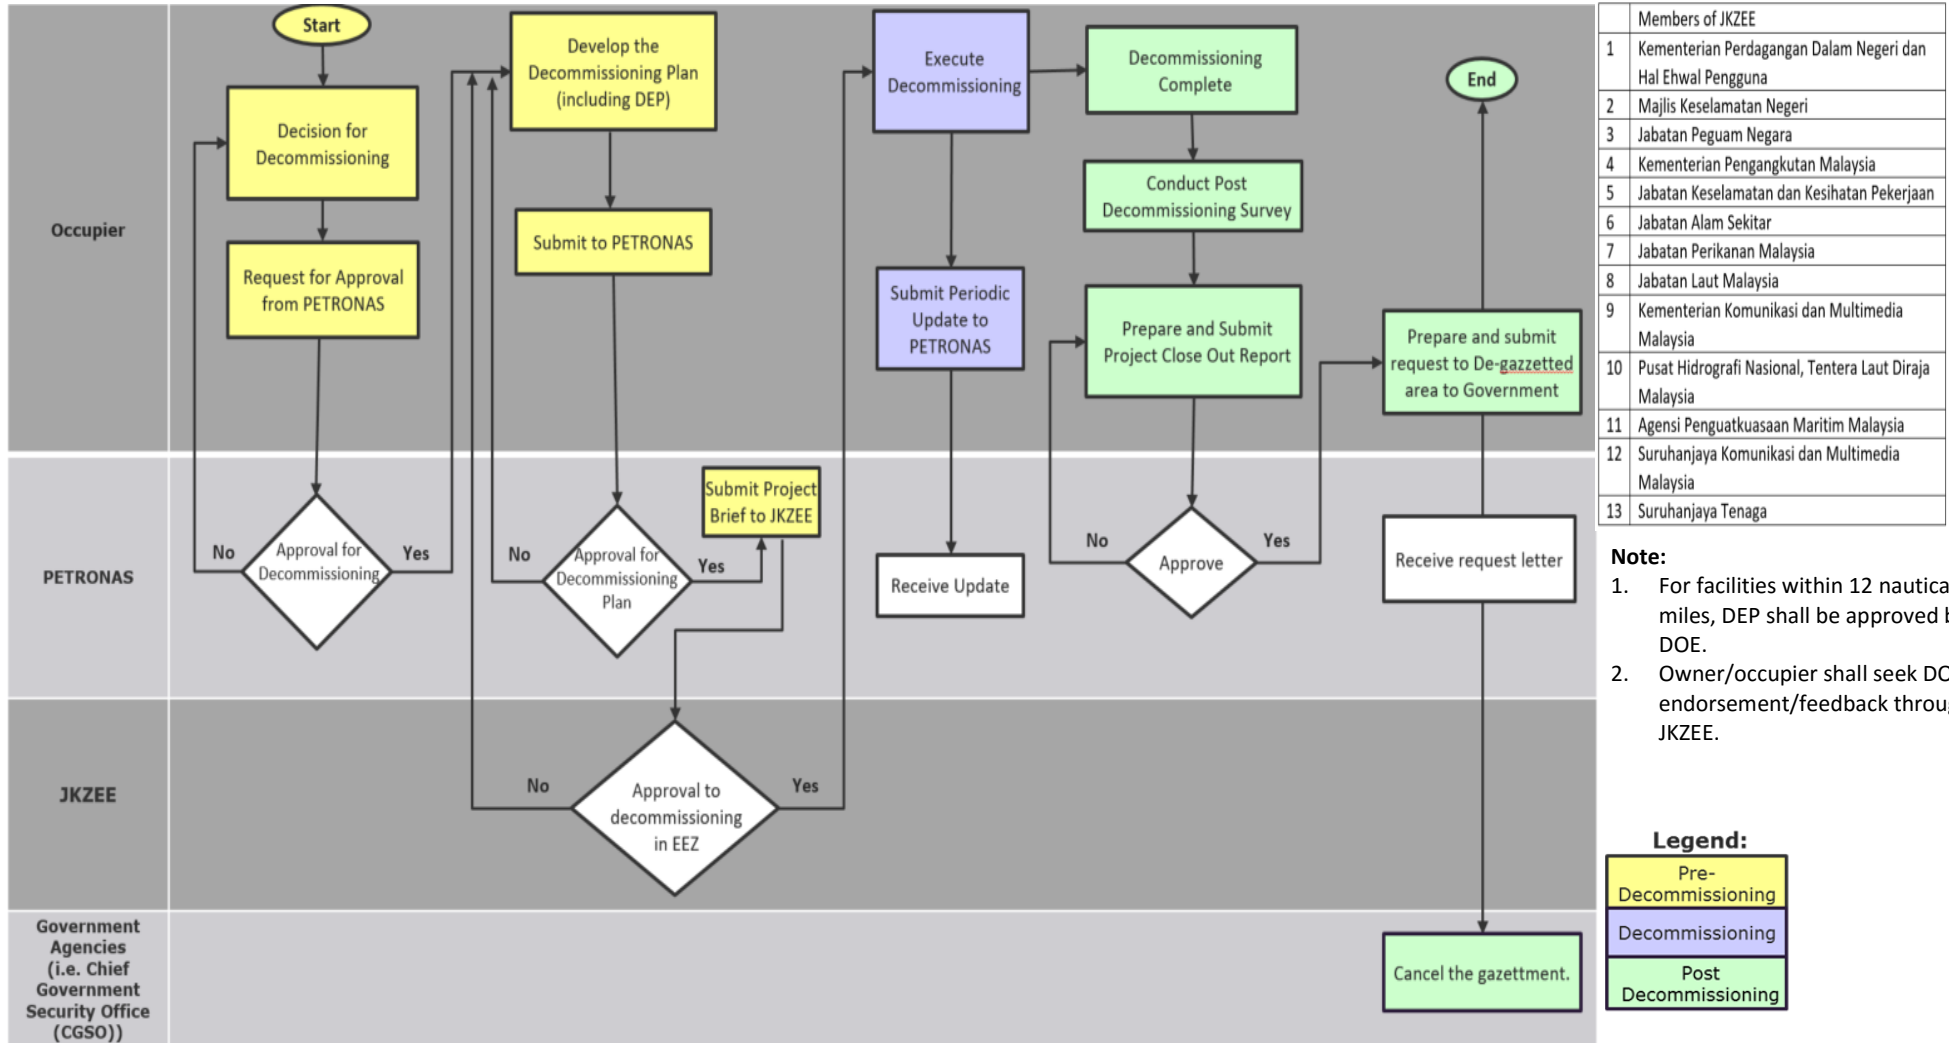 Start
Decision for
Decommissioning
Request for Approval
from PETRONAS
Develop the
Decommissioning Plan
(including DEP)
Submit to PETRONAS
Execute
Decommissioning
Submit Periodic
Update to
PETRONAS
Decommissioning
Complete
Conduct Post
Decommissioning Survey
Prepare and Submit
Project Close Out Report
End
Prepare and submit
request to De-gazzetted
area to Government
Occupier
PETRONAS
No
Approval for
Decommissioning
Yes
No
Approval for
Decommissioning
Plan
Yes
Submit Project
Brief to JKZEE
Receive Update
No
Approve
Yes
Receive request letter
JKZEE
No
Approval to
decommissioning
in EEZ
Yes
Government
Agencies
(i.e. Chief
Government
Security Office
(CGSO))
Cancel the gazettment.
Members of JKZEE
1 Kementerian Perdagangan Dalam Negeri dan
Hal Ehwal Pengguna
2 Majlis Keselamatan Negeri
3 Jabatan Peguam Negara
4 Kementerian Pengangkutan Malaysia
5 Jabatan Keselamatan dan Kesihatan Pekerjaan
6 Jabatan Alam Sekitar
7 Jabatan Perikanan Malaysia
8 Jabatan Laut Malaysia
9 Kementerian Komunikasi dan Multimedia
Malaysia
10 Pusat Hidrografi Nasional, Tentera Laut Diraja
Malaysia
11 Agensi Penguatkuasaan Maritim Malaysia
12 Suruhanjaya Komunikasi dan Multimedia
Malaysia
13 Suruhanjaya Tenaga
Note:
1. For facilities within 12 nautica
miles, DEP shall be approved b
DOE.
2. Owner/occupier shall seek DO
endorsement/feedback throug
JKZEE.
Legend:
Pre-
Decommissioning
Decommissioning
Post
Decommissioning